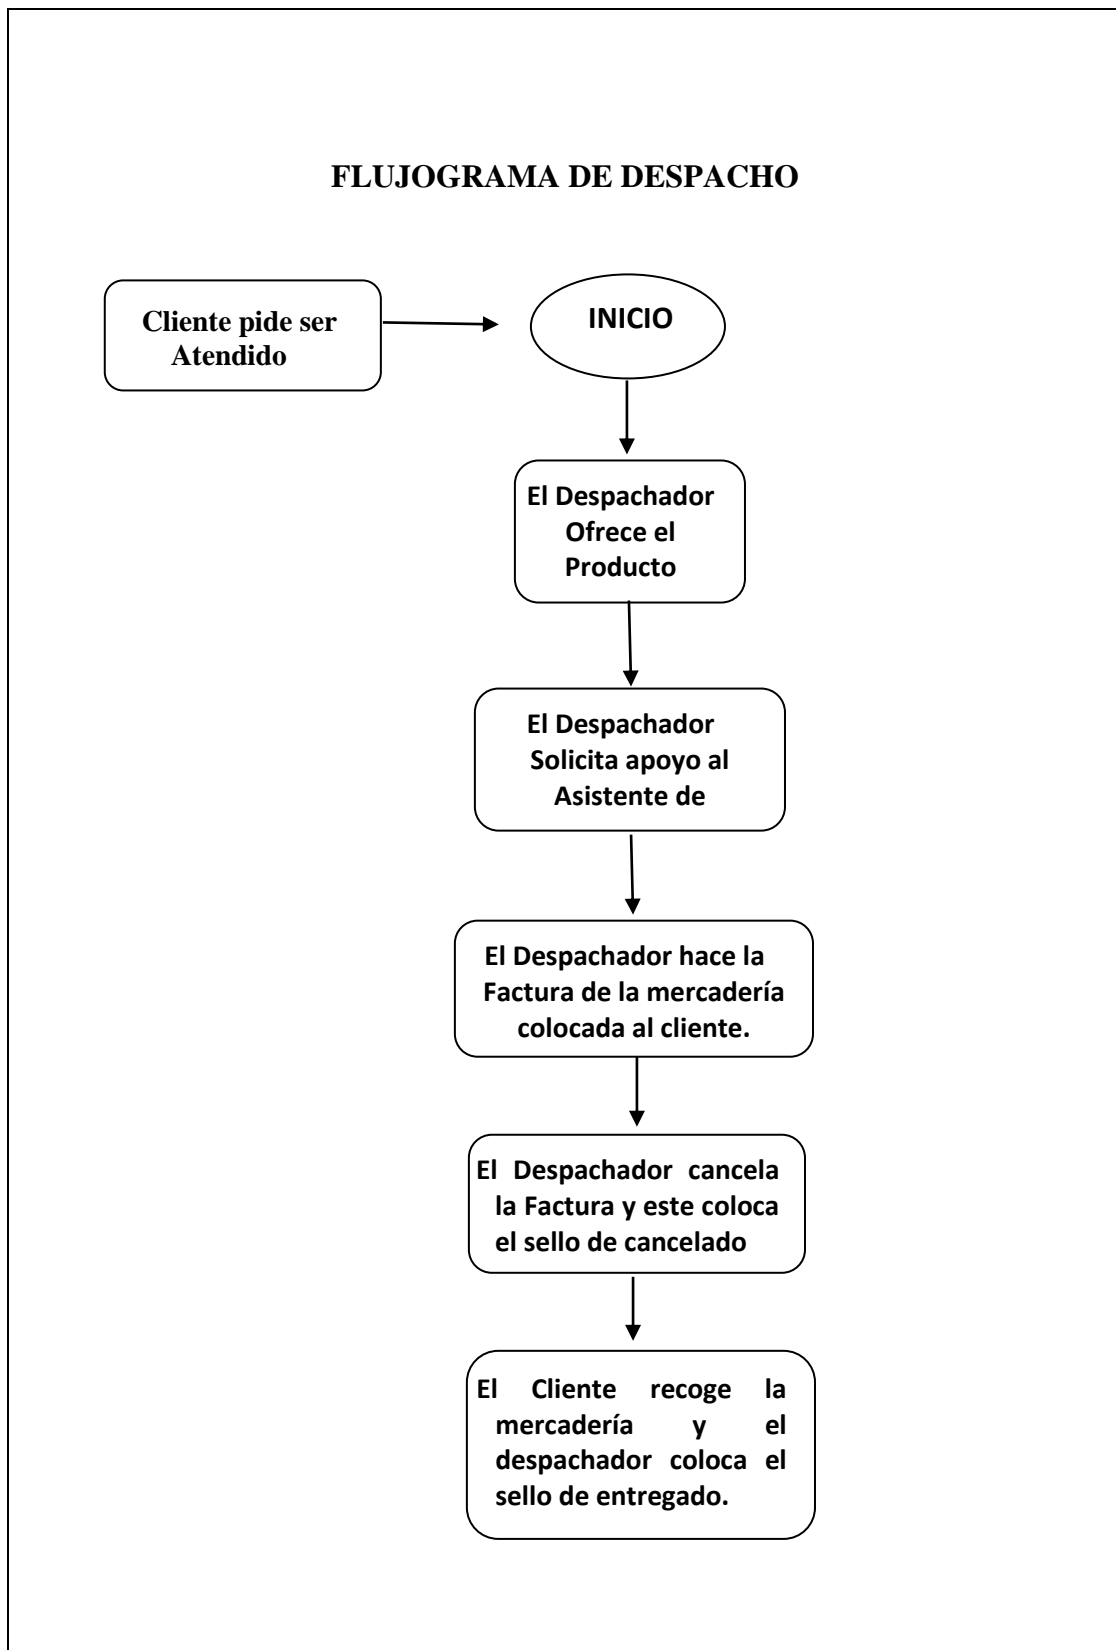 FLUJOGRAMA DE DESPACHO
Cliente pide ser
Atendido
INICIO
El Despachador
Ofrece el
Producto
El Despachador
Solicita apoyo al
Asistente de
El Despachador hace la
Factura de la mercadería
colocada al cliente.
El Despachador cancela
la Factura y este coloca
el sello de cancelado
El Cliente recoge la
mercadería y el
despachador coloca el
sello de entregado.